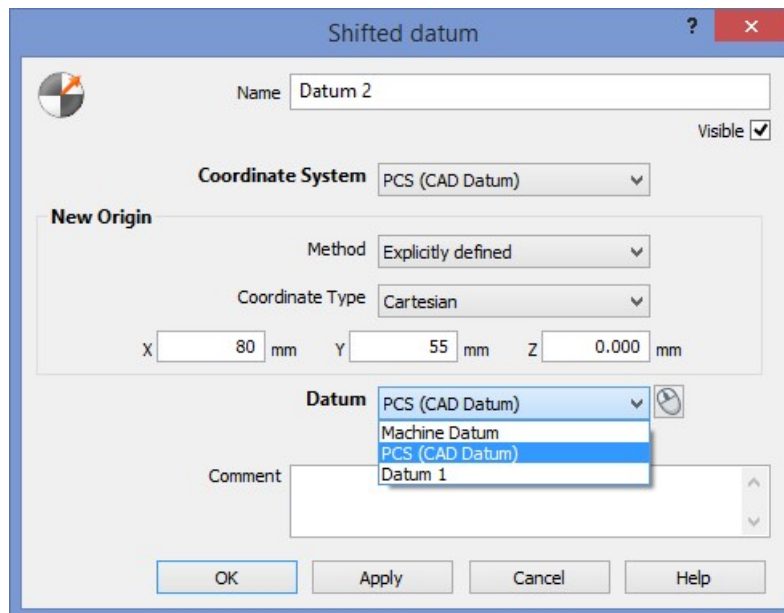 Shifted datum
?
Name Datum 2
Visible
Coordinate System PCS (CAD Datum)
New Origin
Method Explicitly defined
Coordinate Type Cartesian
X 80 mm Y 55 mm Z 0.000 mm
Datum PCS (CAD Datum)
Machine Datum
PCS (CAD Datum)
Datum 1
Comment
OK Apply Cancel Help